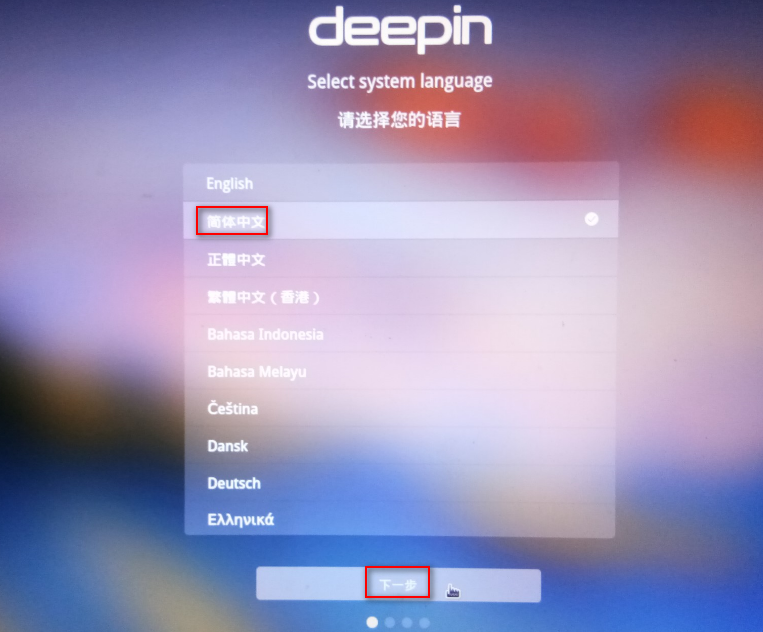 deepin
Select system language
请选择您的语言
English
简体中文
正體中文
繁體中文（香港）
Bahasa Indonesia
Bahasa Melayu
Čeština
Dansk
Deutsch
Ελληνικά
下一步